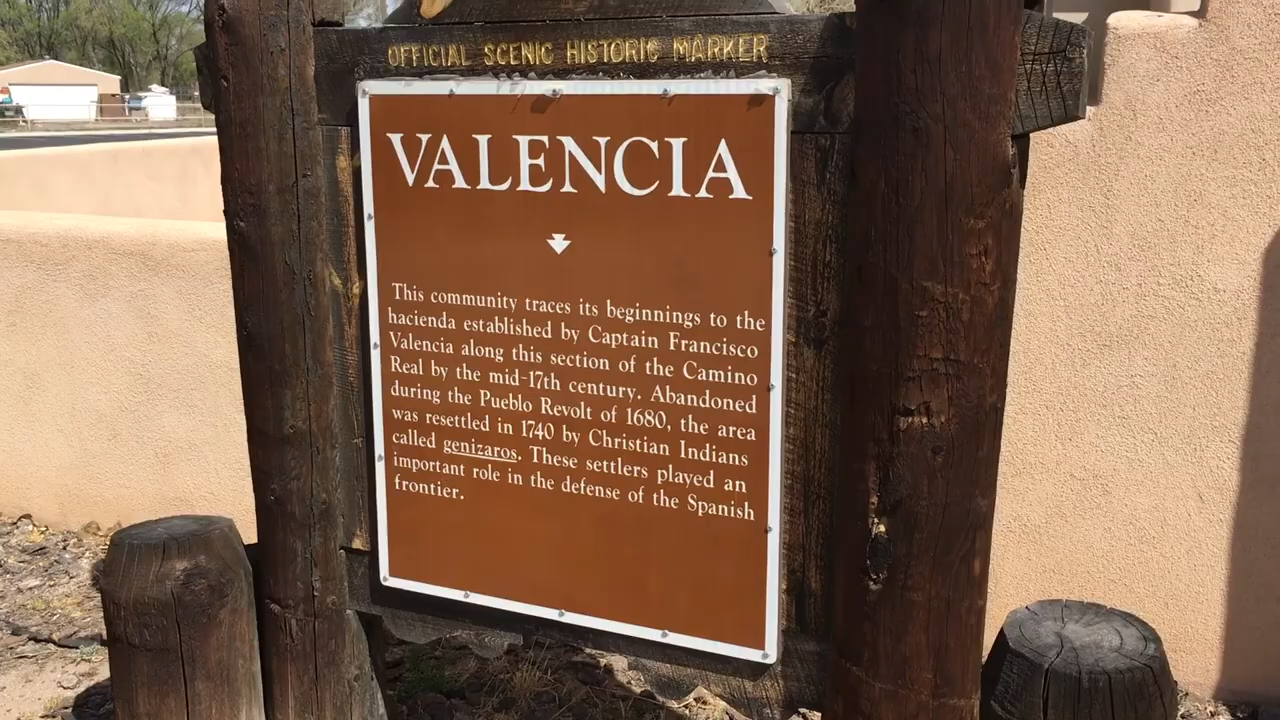 OFFICIAL SCENIC HISTORIC MARKER
VALENCIA
This community traces its beginnings to the
hacienda established by Captain Francisco
Valencia along this section of the Camino
Real by the mid-17th century. Abandoned
during the Pueblo Revolt of 1680, the area
was resettled in 1740 by Christian Indians
called genizaros. These settlers played an
important role in the defense of the Spanish
frontier.